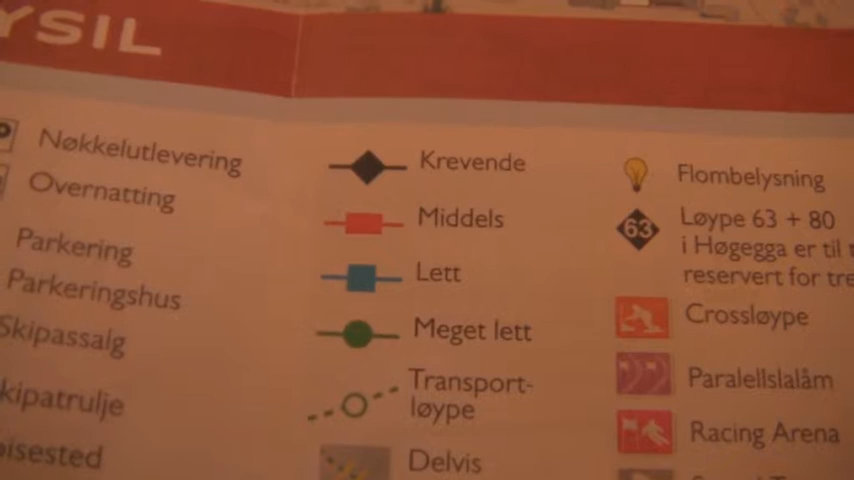 YSIL
Nøkkelutlevering
Overnatting
Parkering
Parkeringshus
Skipassalg
kipatrulje
isested
Krevende
Middels
Lett
Meget lett
Transport-
løype
Delvis
Flombelysning
63
Løype 63 + 80
i Høgegga er til
reservert for tre
Crossløype
Paralellslalåm
Racing Arena